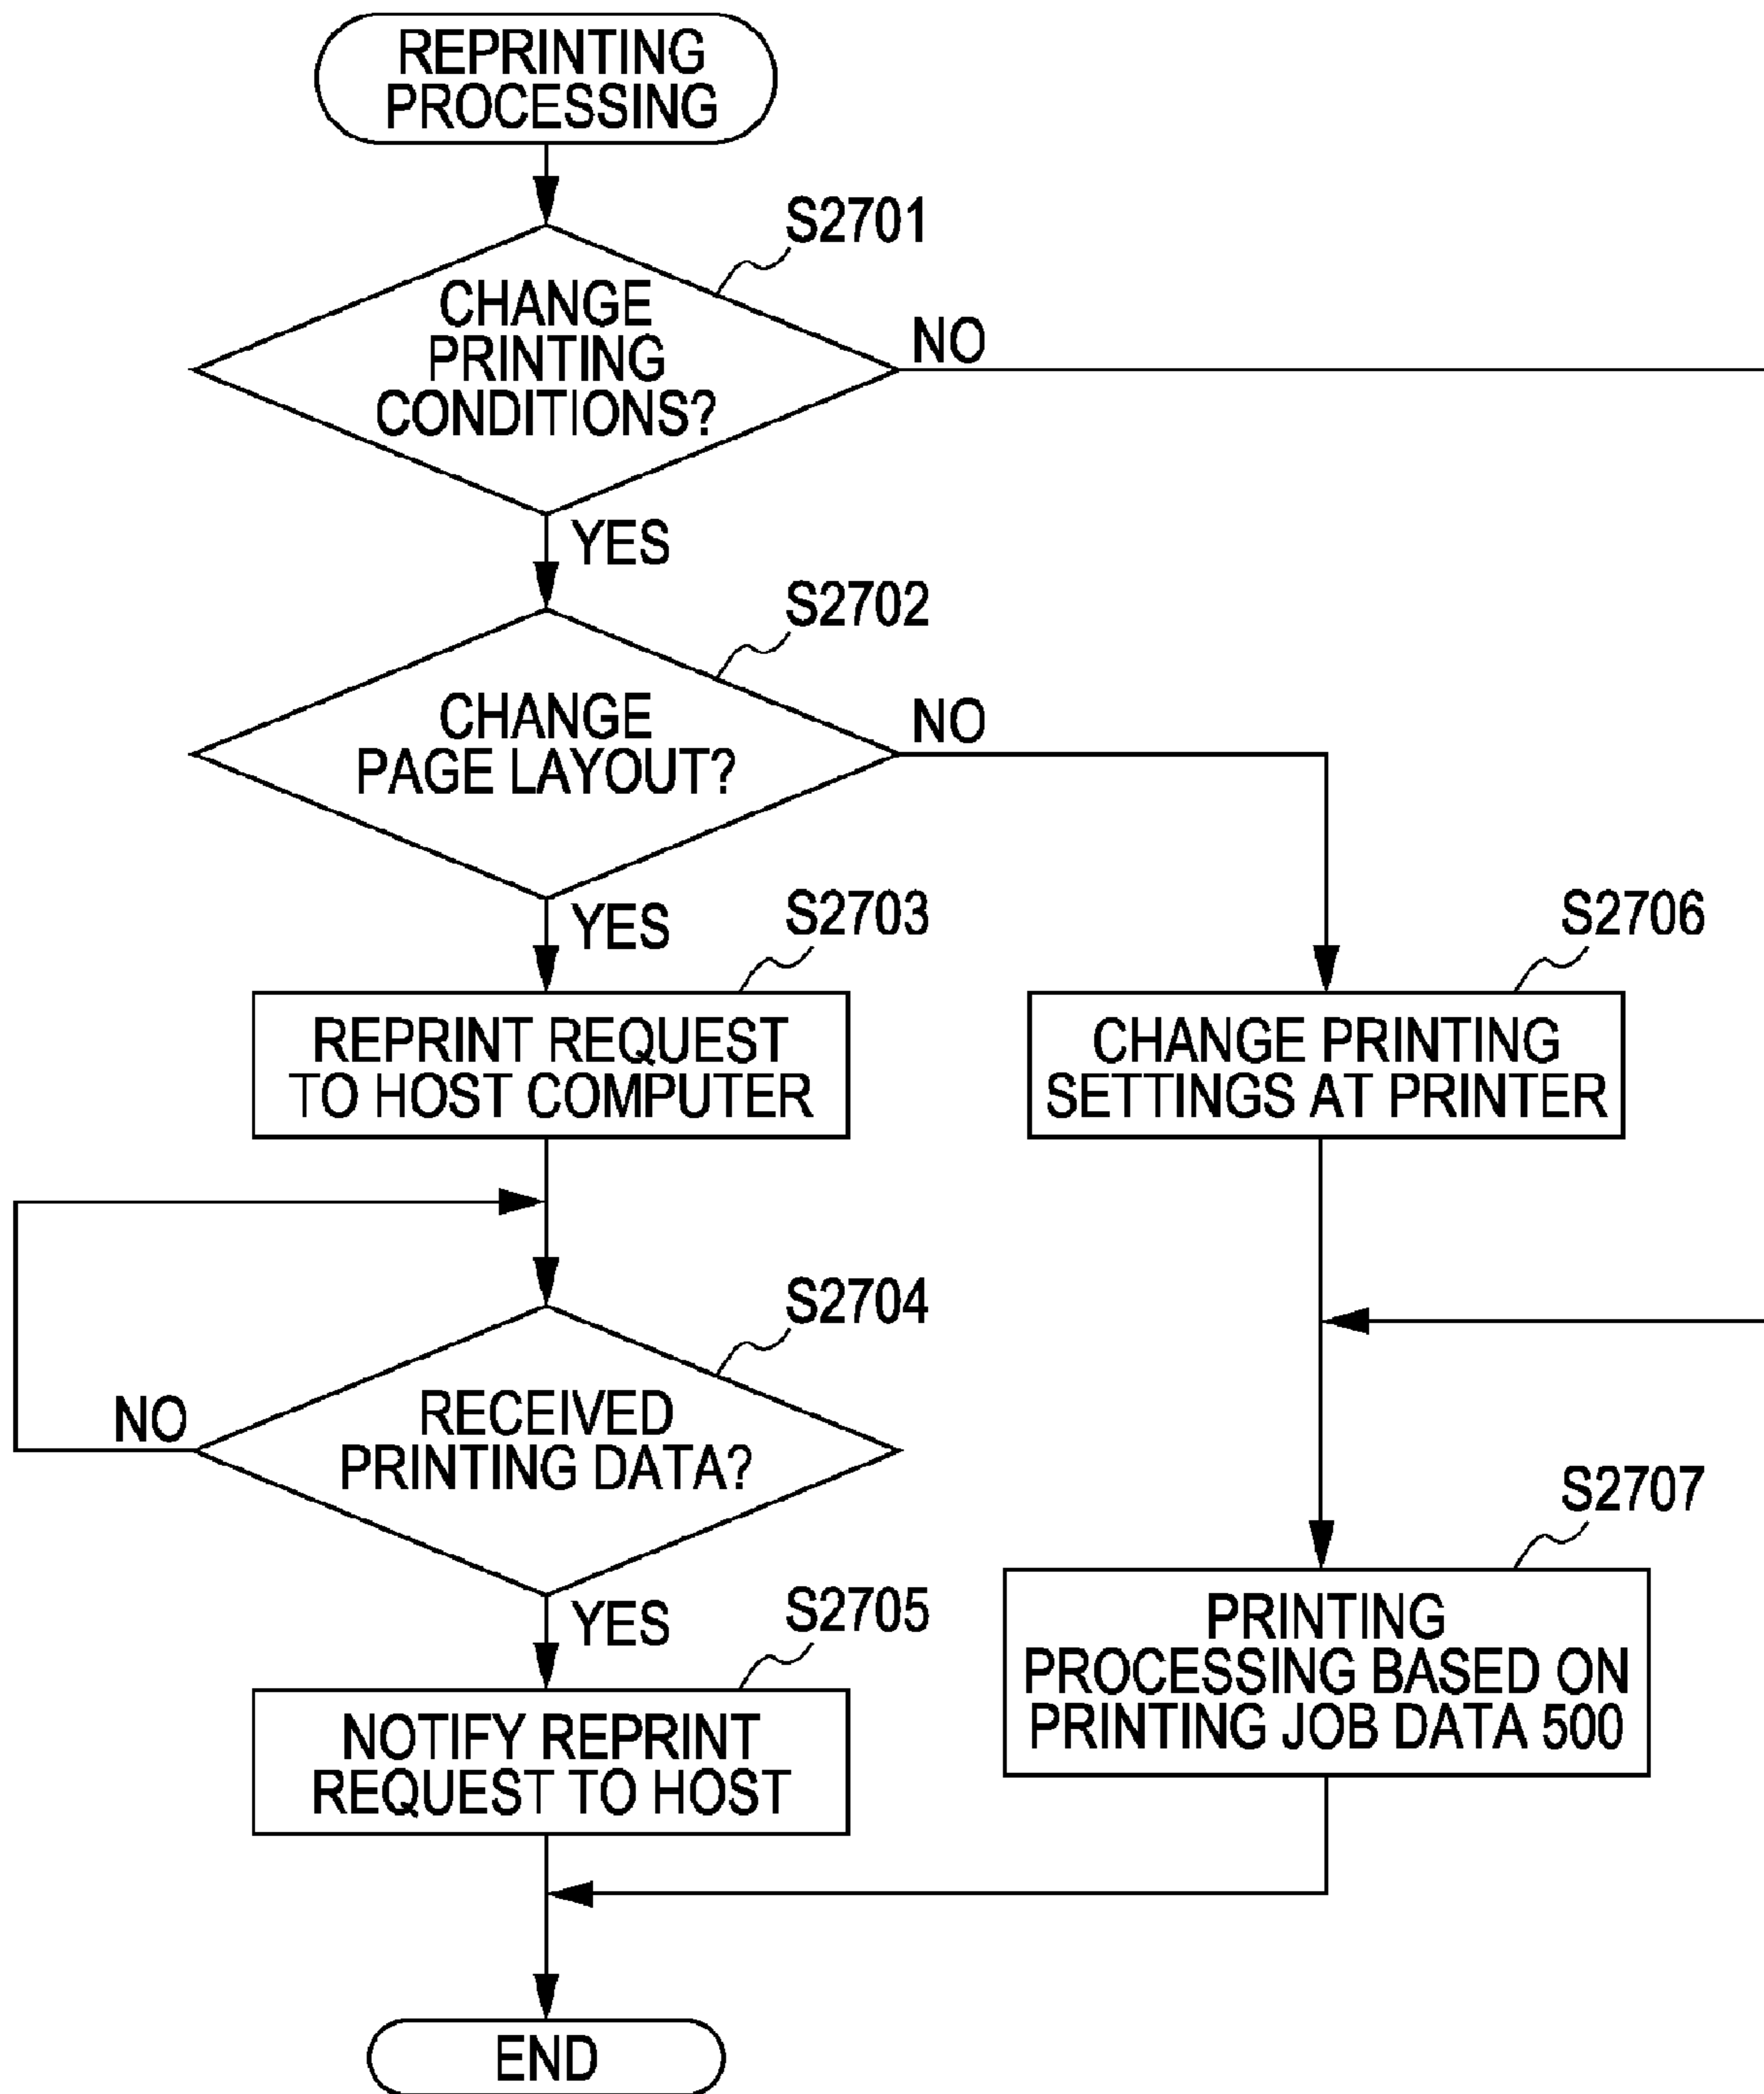 REPRINTING
PROCESSING
S2701
CHANGE
PRINTING
CONDITIONS?
NO
YES
S2702
CHANGE
PAGE LAYOUT?
NO
YES
S2703
REPRINT REQUEST
TO HOST COMPUTER
S2706
CHANGE PRINTING
SETTINGS AT PRINTER
S2704
RECEIVED
PRINTING DATA?
NO
YES
S2705
NOTIFY REPRINT
REQUEST TO HOST
S2707
PRINTING
PROCESSING BASED ON
PRINTING JOB DATA 500
END